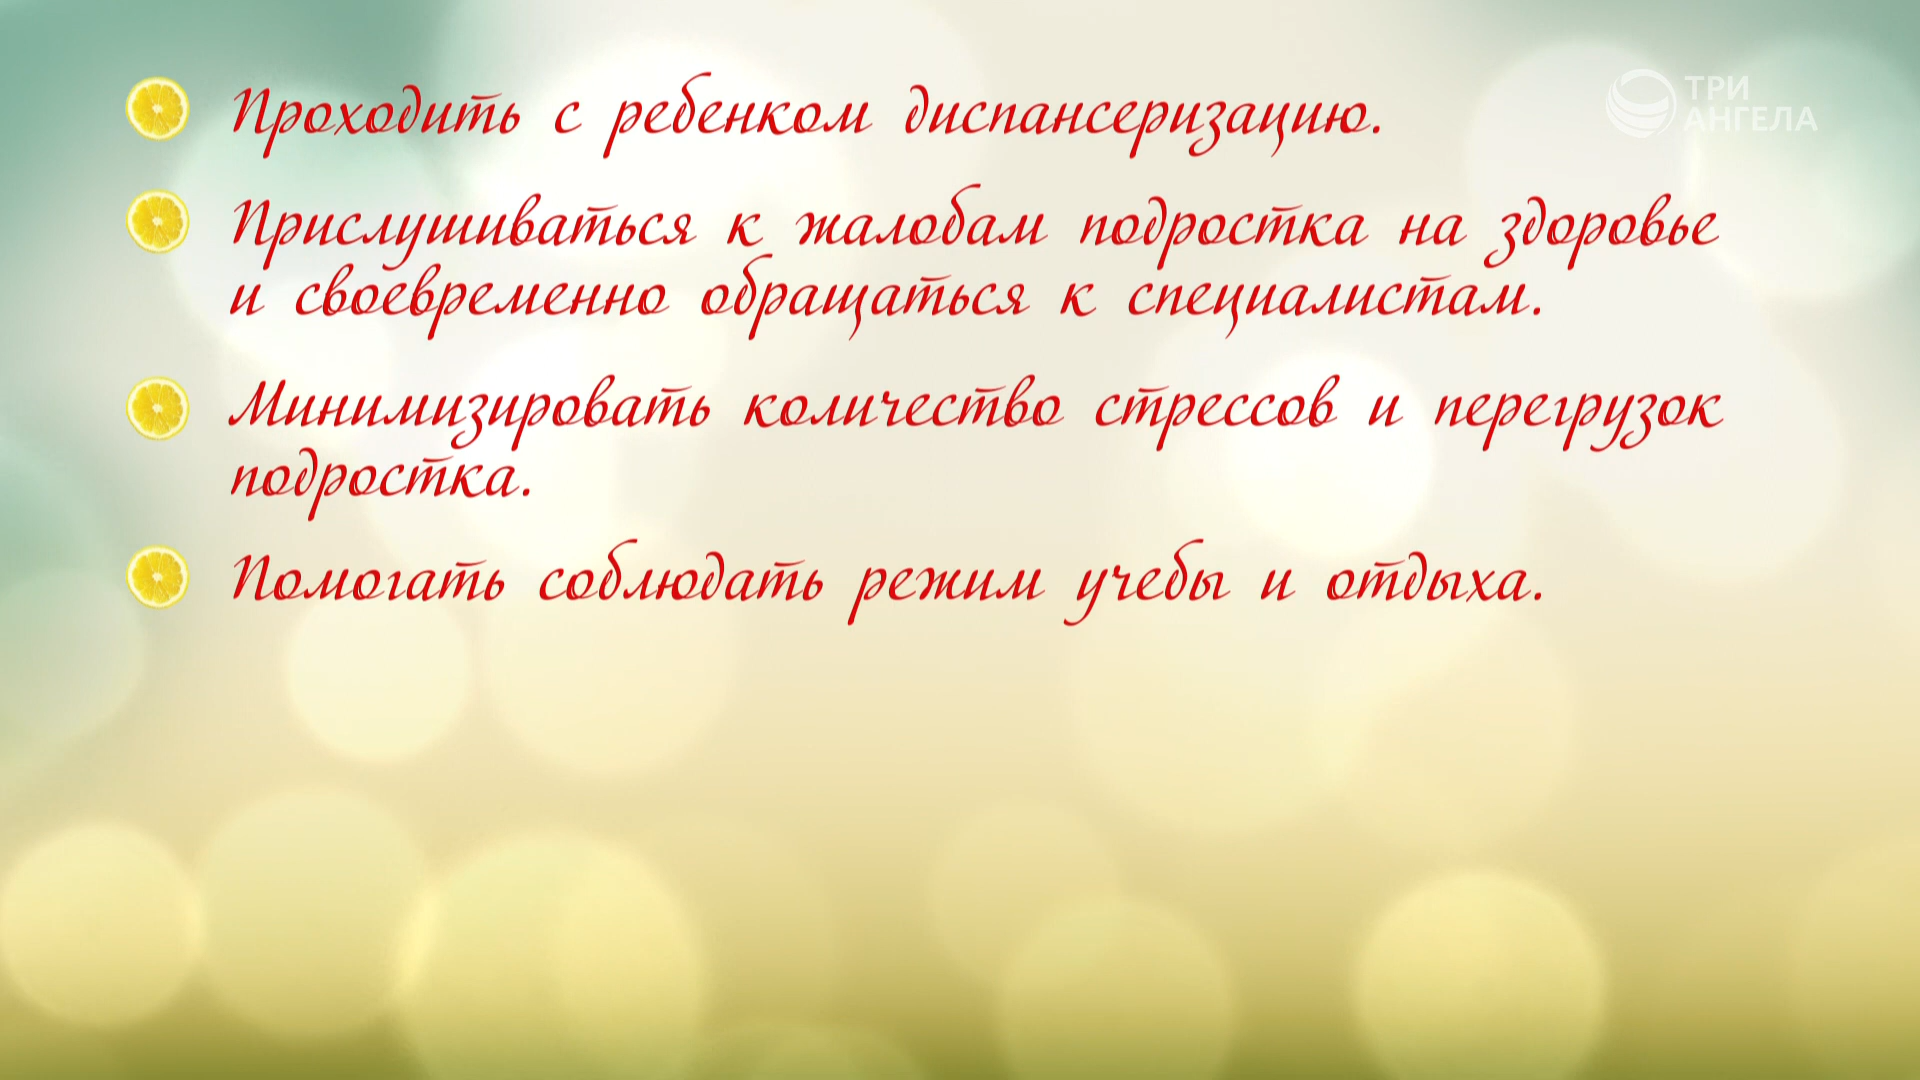 Проходить с ребенком диспансеризацию.
ТРИ
АНГЕЛА
Прислушиваться к жалобам подростка на здоровье
и своевременно обращаться к специалистам.
Минимизировать количество стрессов и перегрузок
подростка.
Помогать соблюдать режим учебы и отдыха.